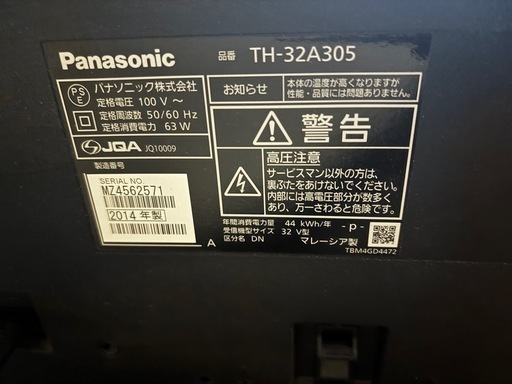 Panasonic 品番 TH-32A305
PSE パナソニック株式会社
定格電圧 100 V ～
定格周波数 50/60 Hz
定格消費電力 63 W
JQA JQ10009
製造番号
SERIAL NO.
MZ4562571
2014 年製
A
お知らせ
本体の温度が高くなりますが
性能・品質には問題ありません。
警告
高圧注意
サービスマン以外の方は、
裏ぶたをあけないでください。
内部には高電圧部分が数多く
あり、万一さわると危険です。
年間消費電力量 44 kWh/年
受信機型サイズ 32 V型
区分名 DN
- P -
マレーシア製
TBM4GD4472